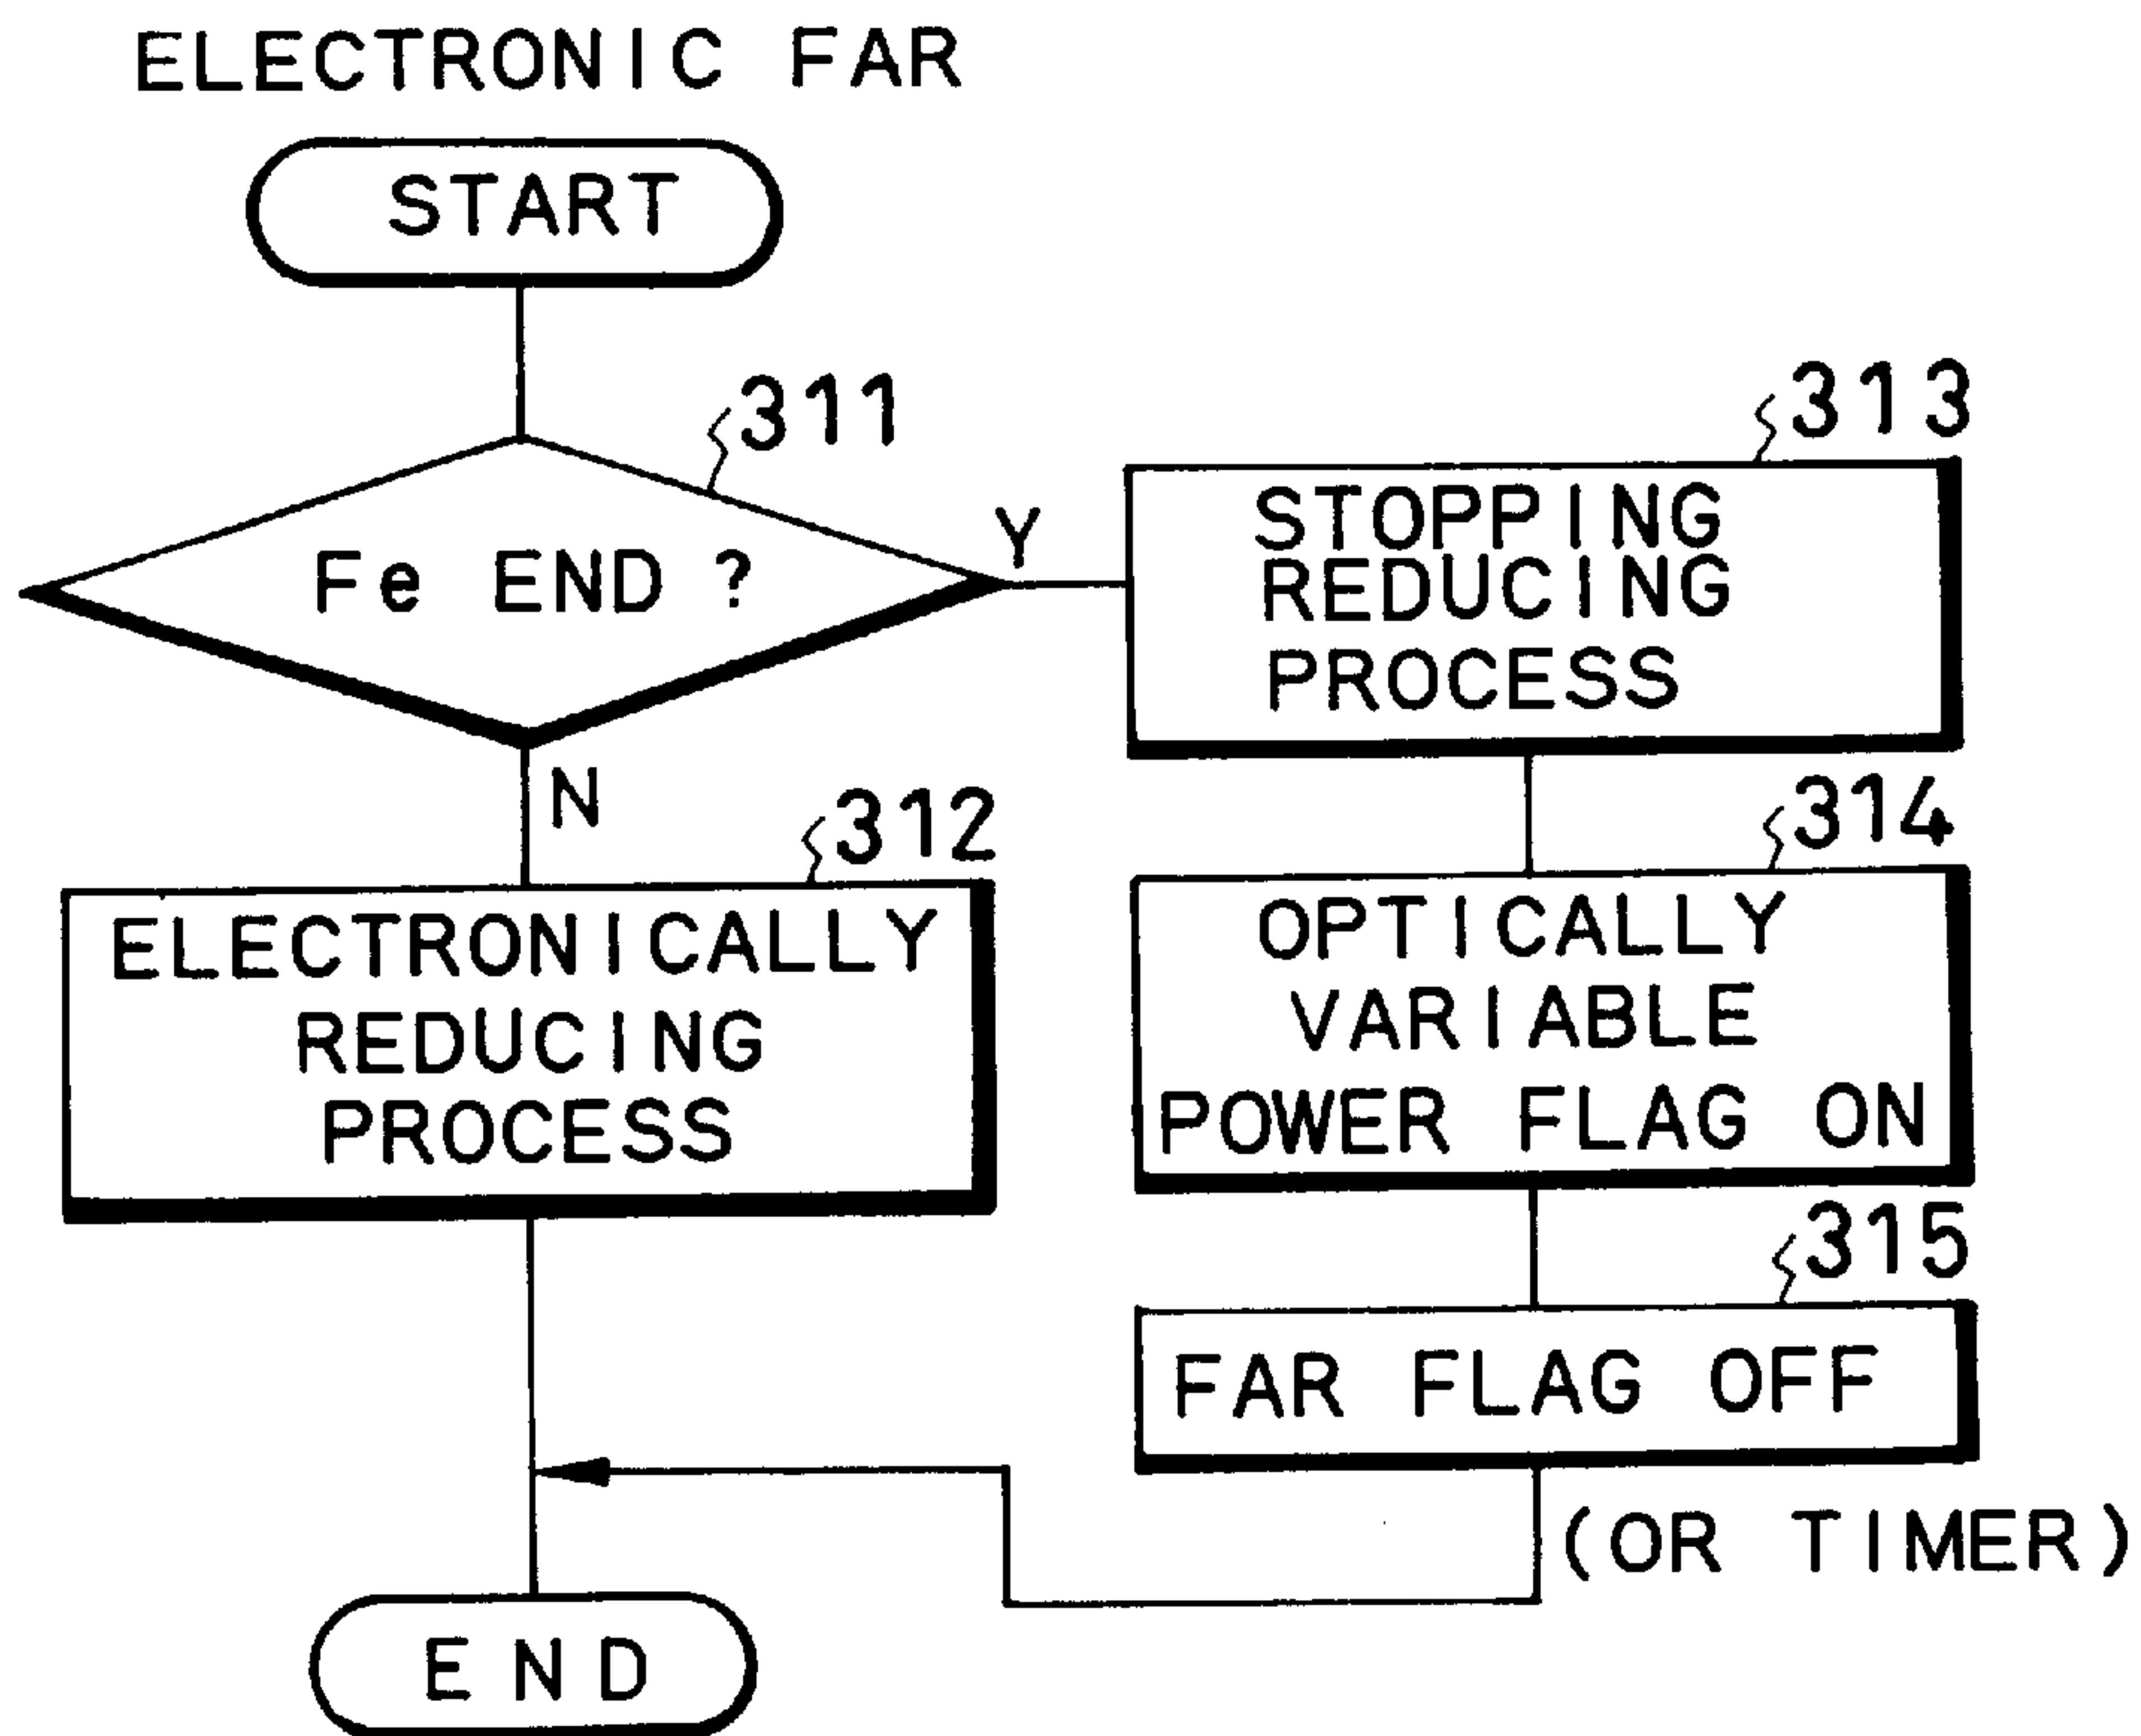 ELECTRONIC FAR
START
311
Fe END ?
Y
N
313
STOPPING
REDUCING
PROCESS
312
ELECTRONICALLY
REDUCING
PROCESS
314
OPTICALLY
VARIABLE
POWER FLAG ON
315
FAR FLAG OFF
(OR TIMER)
END